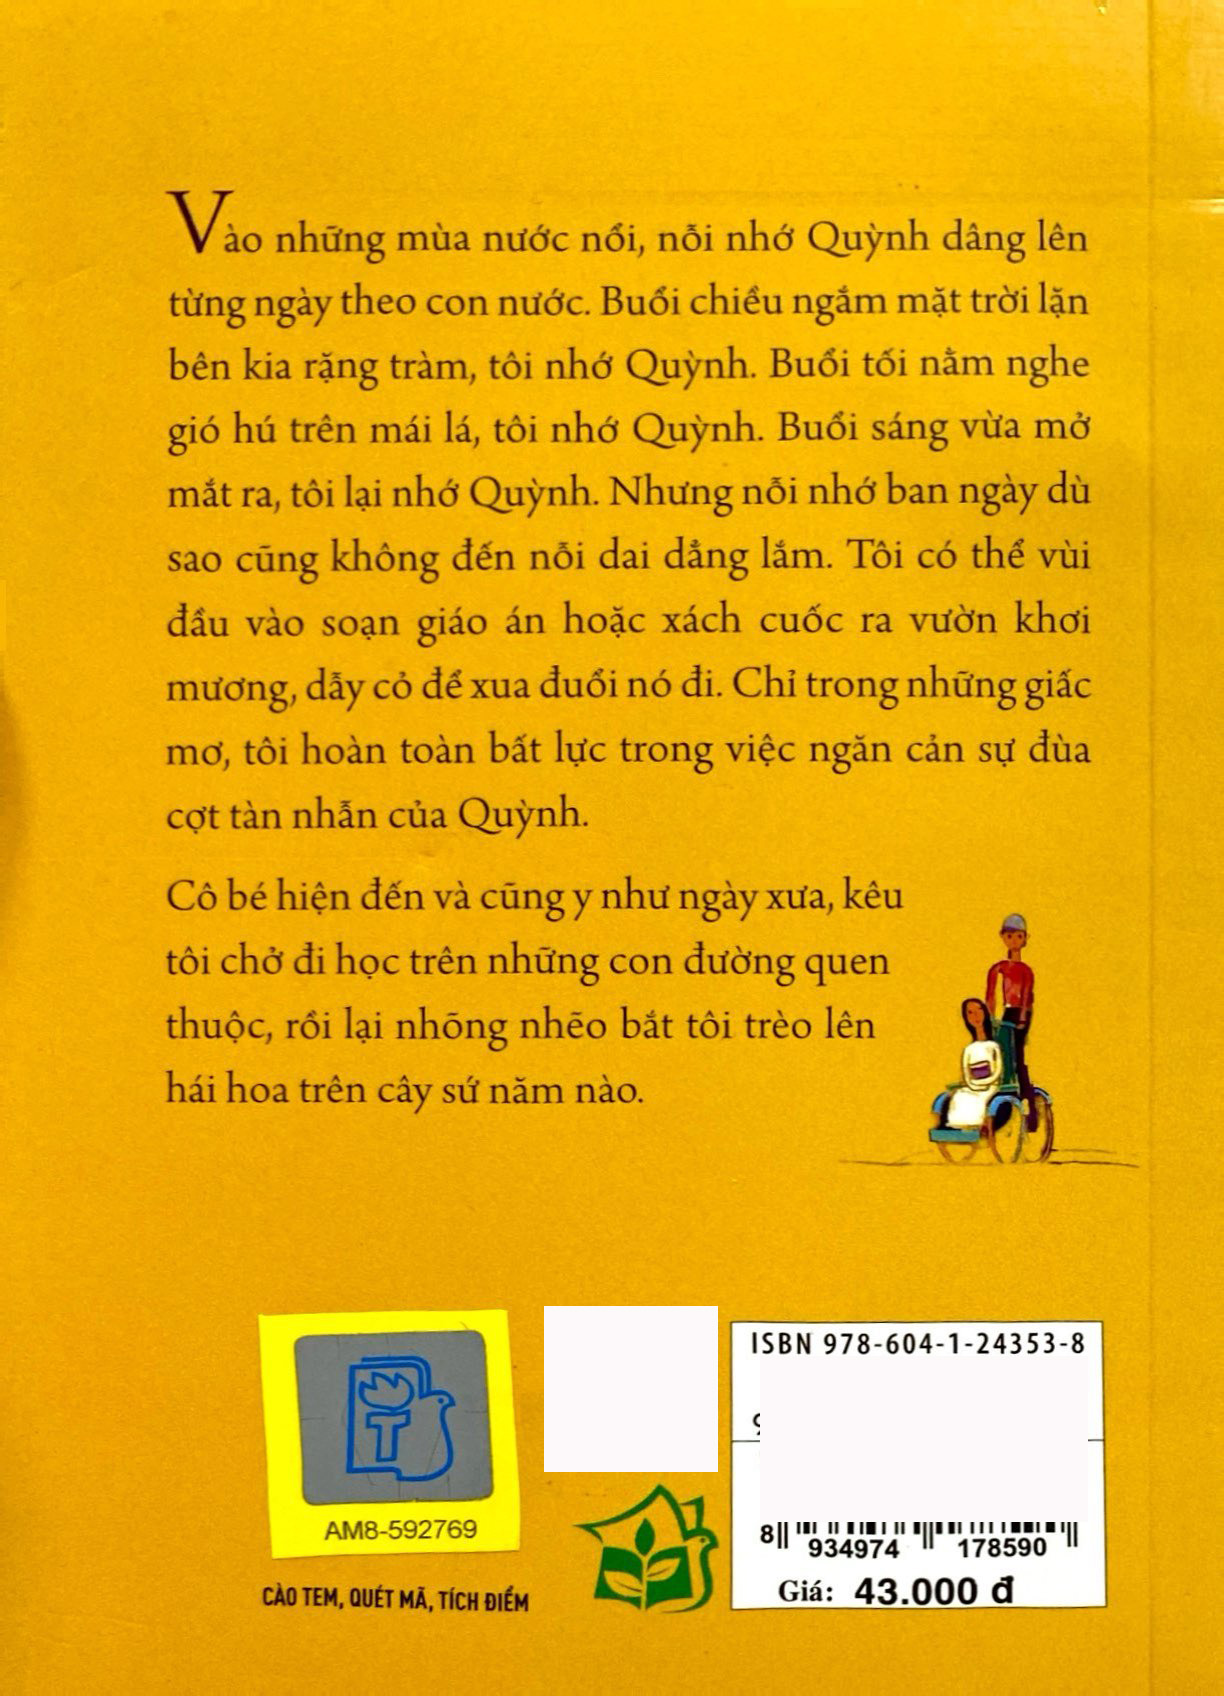 Vào những mùa nước nổi, nỗi nhớ Quỳnh dâng lên
từng ngày theo con nước. Buổi chiều ngắm mặt trời lặn
bên kia rặng tràm, tôi nhớ Quỳnh. Buổi tối nằm nghe
gió hú trên mái lá, tôi nhớ Quỳnh. Buổi sáng vừa mở
mắt ra, tôi lại nhớ Quỳnh. Nhưng nỗi nhớ ban ngày dù
sao cũng không đến nỗi dai dẳng lắm. Tôi có thể vùi
đầu vào soạn giáo án hoặc xách cuốc ra vườn khơi
mương, dẫy cỏ để xua đuổi nó đi. Chỉ trong những giấc
mơ, tôi hoàn toàn bất lực trong việc ngăn cản sự đùa
cợt tàn nhẫn của Quỳnh.
Cô bé hiện đến và cũng y như ngày xưa, kêu
tôi chở đi học trên những con đường quen
thuộc, rồi lại nhõng nhẽo bắt tôi trèo lên
hái hoa trên cây sứ năm nào.
T
AM8-592769
CÀO TEM, QUÉT MÃ, TÍCH ĐIỂM
ISBN 978-604-1-24353-8
8 934974 178590
Giá: 43.000 đ